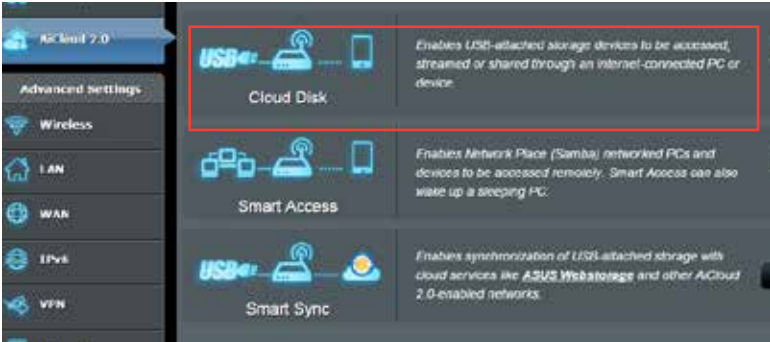 AiCloud 2.0
Advanced Settings
Wireless
LAN
WAN
IPv6
VPN
USB
Cloud Disk
Enables USB-attached storage devices to be accessed,
streamed or shared through an internet-connected PC or
device.
Smart Access
Enables Network Place (Samba) networked PCs and
devices to be accessed remotely. Smart Access can also
wake up a sleeping PC.
USB
Smart Sync
Enables synchronization of USB-attached storage with
cloud services like ASUS Webstorage and other AiCloud
2.0-enabled networks.